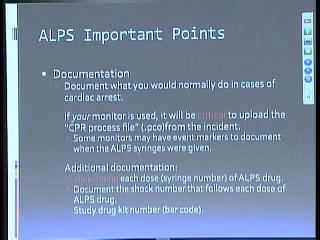 ALPS Important Points
Documentation
Document what you would normally do in cases of
cardiac arrest.
If your monitor is used, it will be critical to upload the
"CPR process file" (.pco)from the incident.
Some monitors may have event markers to document
when the ALPS syringes were given.
Additional documentation:
Time stamp each dose (syringe number) of ALPS drug.
Document the shock number that follows each dose of
ALPS drug.
Study drug kit number (bar code).